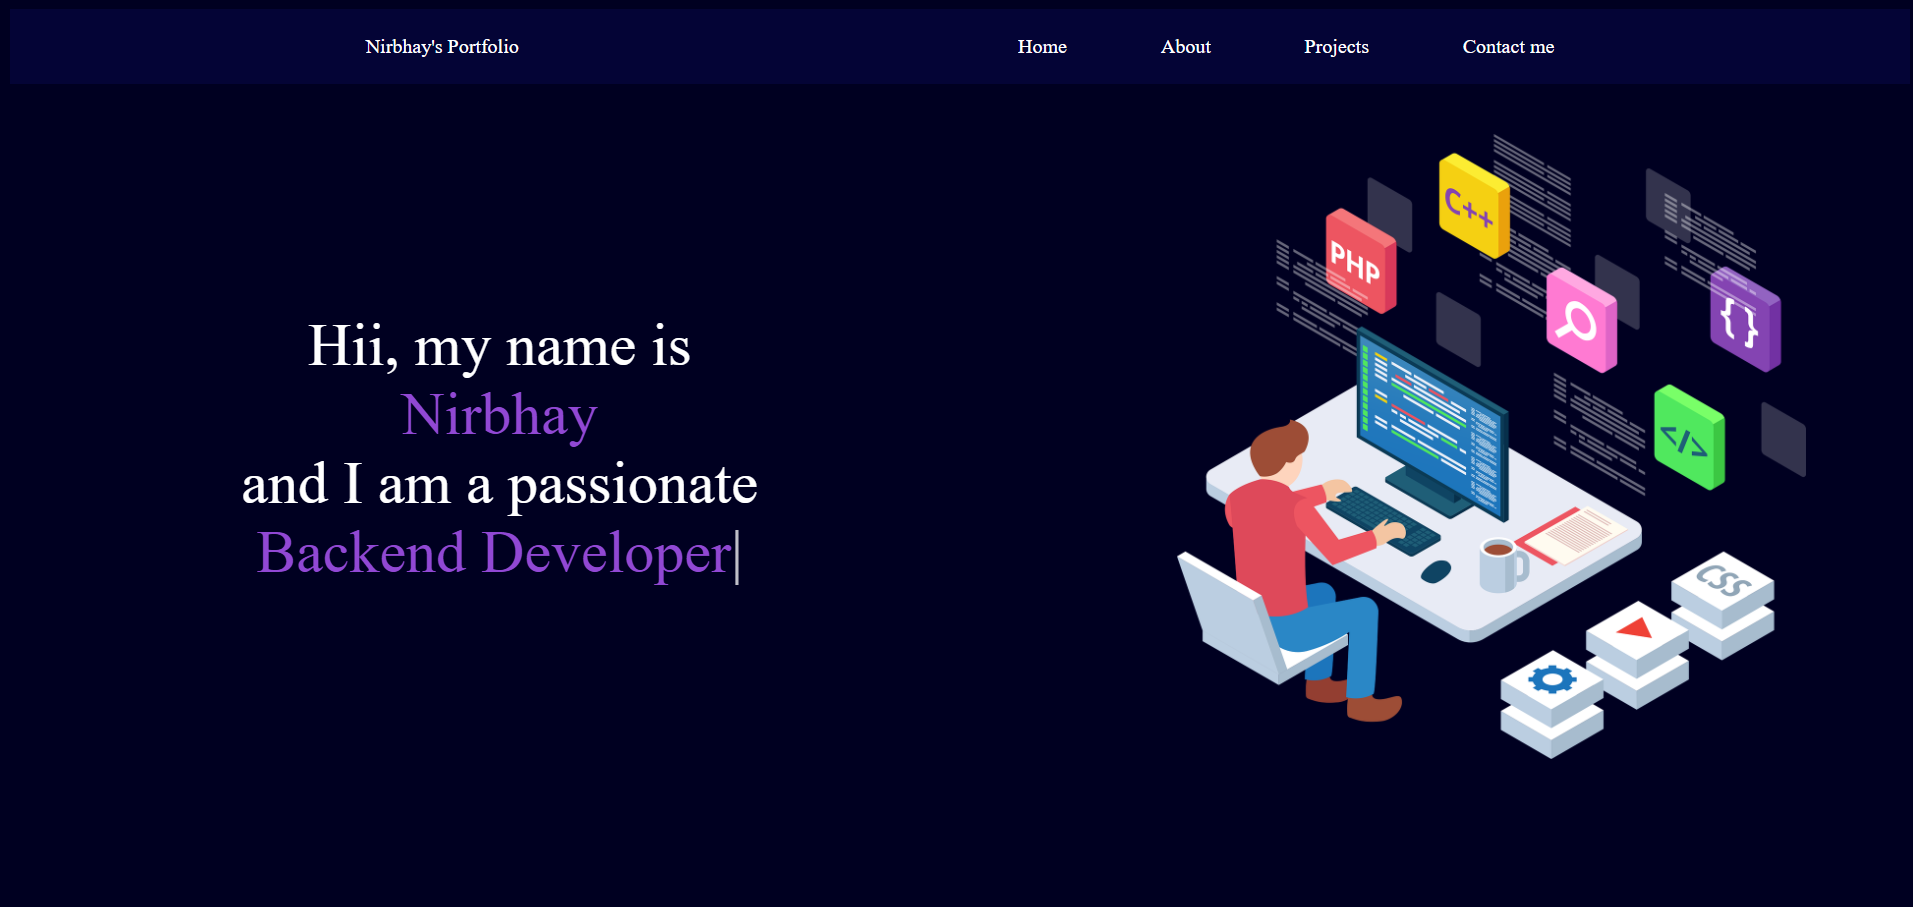 Nirbhay's Portfolio
Home
About
Projects
Contact me
Hii, my name is
Nirbhay
and I am a passionate
Backend Developer|
C++
PHP
{ }
</>
CSS